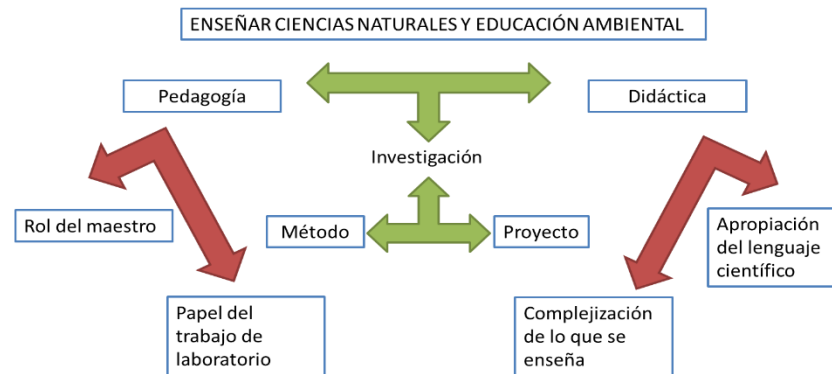 ENSEÑAR CIENCIAS NATURALES Y EDUCACIÓN AMBIENTAL
Pedagogía
Didáctica
Investigación
Rol del maestro
Método
Proyecto
Apropiación
del lenguaje
científico
Papel del
trabajo de
laboratorio
Complejización
de lo que se
enseña